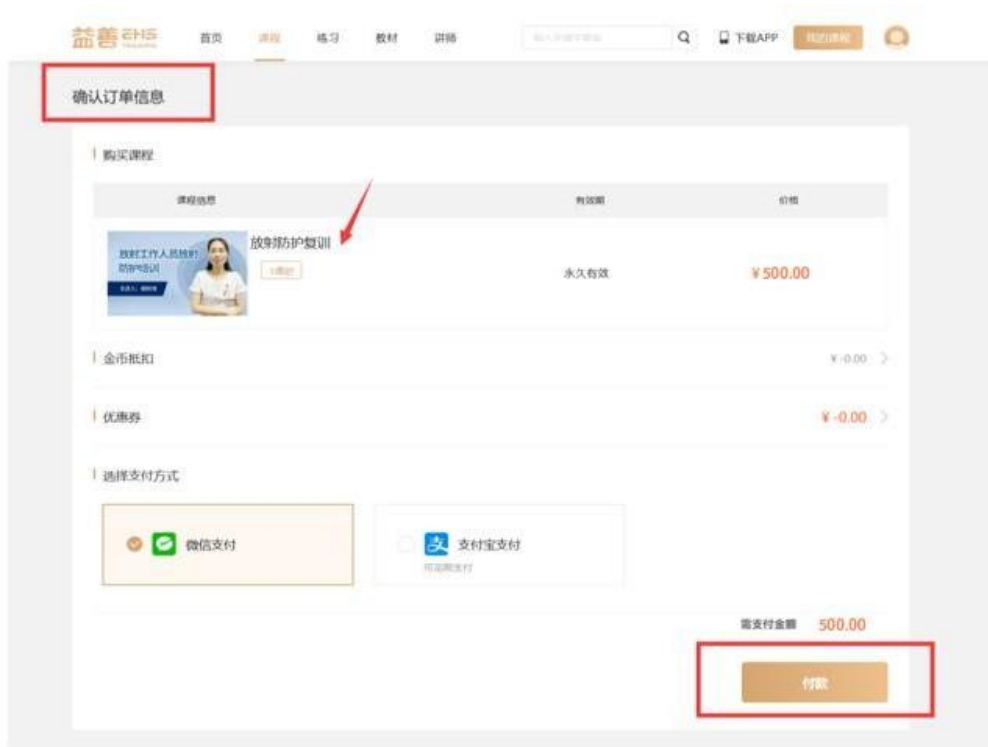 益善 EHS
首页 课程 练习 教材 讲师 下载APP 我的课程
确认订单信息
购买课程
课程信息 有效期 价格
放射工作人员放射
防护培训
放射防护复训
永久有效 ¥500.00
金币抵扣 ¥ -0.00
优惠券 ¥ -0.00
选择支付方式
微信支付 支付宝支付
需支付金额 500.00
付款